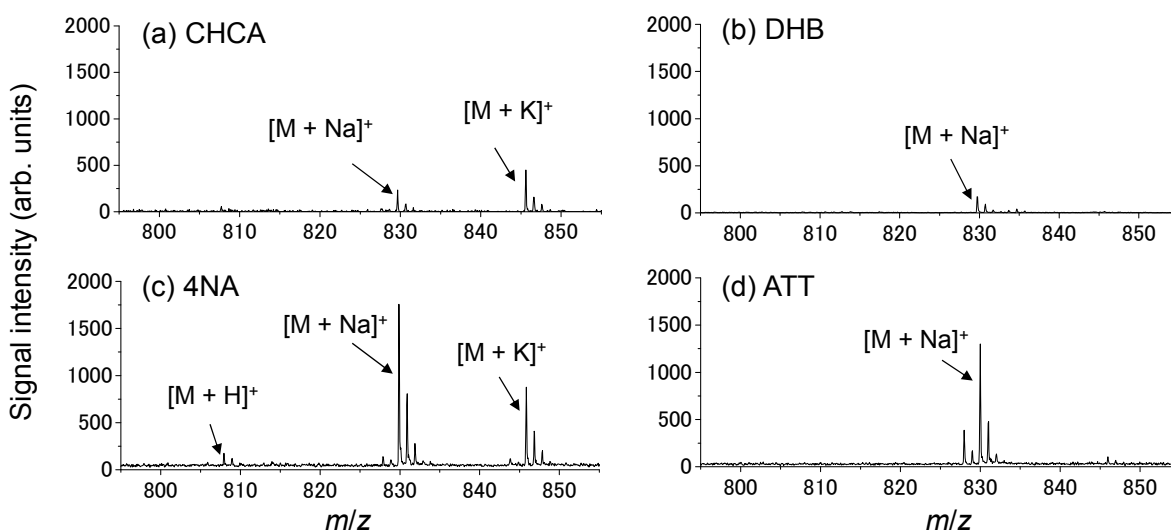 Signal intensity (arb. units)
(a) CHCA
2000
1500
1000
500
0
[M + Na]⁺
[M + K]⁺
800 810 820 830 840 850
(b) DHB
2000
1500
1000
500
0
[M + Na]⁺
800 810 820 830 840 850
(c) 4NA
2000
1500
1000
500
0
[M + H]⁺
[M + Na]⁺
[M + K]⁺
800 810 820 830 840 850
m/z
(d) ATT
2000
1500
1000
500
0
[M + Na]⁺
800 810 820 830 840 850
m/z